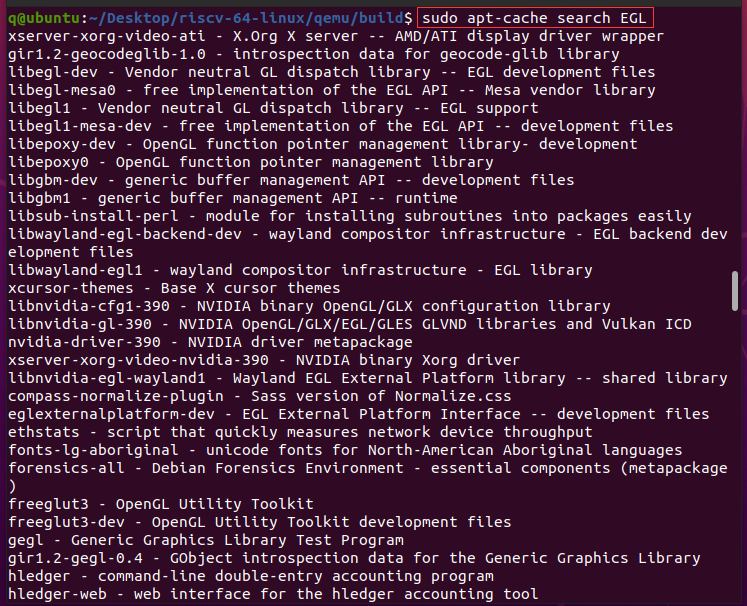 q@ubuntu:~/Desktop/riscv-64-linux/qemu/build$ sudo apt-cache search EGL
xserver-xorg-video-ati - X.Org X server -- AMD/ATI display driver wrapper
gir1.2-geocodeglib-1.0 - introspection data for geocode-glib library
libegl-dev - Vendor neutral GL dispatch library -- EGL development files
libegl-mesa0 - free implementation of the EGL API -- Mesa vendor library
libegl1 - Vendor neutral GL dispatch library -- EGL support
libegl1-mesa-dev - free implementation of the EGL API -- development files
libepoxy-dev - OpenGL function pointer management library- development
libepoxy0 - OpenGL function pointer management library
libgbm-dev - generic buffer management API -- development files
libgbm1 - generic buffer management API -- runtime
libsub-install-perl - module for installing subroutines into packages easily
libwayland-egl-backend-dev - wayland compositor infrastructure - EGL backend dev
elopment files
libwayland-egl1 - wayland compositor infrastructure - EGL library
xcursor-themes - Base X cursor themes
libnvidia-cfg1-390 - NVIDIA binary OpenGL/GLX configuration library
libnvidia-gl-390 - NVIDIA OpenGL/GLX/EGL/GLES GLVND libraries and Vulkan ICD
nvidia-driver-390 - NVIDIA driver metapackage
xserver-xorg-video-nvidia-390 - NVIDIA binary Xorg driver
libnvidia-egl-wayland1 - Wayland EGL External Platform library -- shared library
compass-normalize-plugin - Sass version of Normalize.css
eglexternalplatform-dev - EGL External Platform Interface -- development files
ethstats - script that quickly measures network device throughput
fonts-lg-aboriginal - unicode fonts for North-American Aboriginal languages
forensics-all - Debian Forensics Environment - essential components (metapackage
)
freeglut3 - OpenGL Utility Toolkit
freeglut3-dev - OpenGL Utility Toolkit development files
gegl - Generic Graphics Library Test Program
gir1.2-gegl-0.4 - GObject introspection data for the Generic Graphics Library
hledger - command-line double-entry accounting program
hledger-web - web interface for the hledger accounting tool